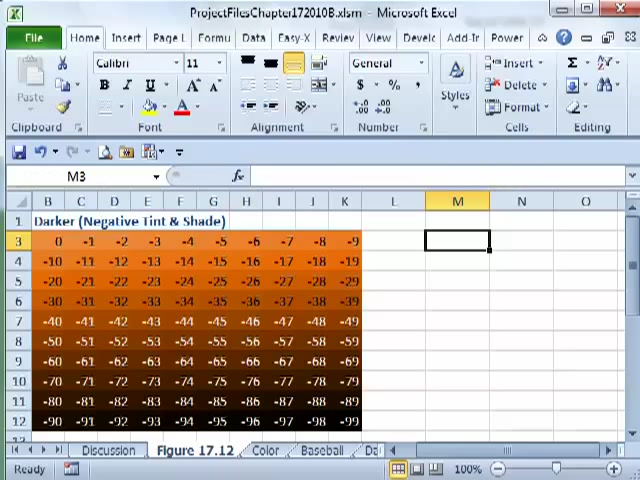 ProjectFilesChapter172010B.xlsm - Microsoft Excel
File Home Insert Page L Formu Data Easy-X Review View Develc Add-Ir Power
Paste
Clipboard
Calibri 11
B I U
Font
Alignment
General
$ % ,
Number
Styles
Insert
Delete
Format
Cells
Editing
M3 fx
B C D E F G H I J K L M N O
1 Darker (Negative Tint & Shade)
3 0 -1 -2 -3 -4 -5 -6 -7 -8 -9
4 -10 -11 -12 -13 -14 -15 -16 -17 -18 -19
5 -20 -21 -22 -23 -24 -25 -26 -27 -28 -29
6 -30 -31 -32 -33 -34 -35 -36 -37 -38 -39
7 -40 -41 -42 -43 -44 -45 -46 -47 -48 -49
8 -50 -51 -52 -53 -54 -55 -56 -57 -58 -59
9 -60 -61 -62 -63 -64 -65 -66 -67 -68 -69
10 -70 -71 -72 -73 -74 -75 -76 -77 -78 -79
11 -80 -81 -82 -83 -84 -85 -86 -87 -88 -89
12 -90 -91 -92 -93 -94 -95 -96 -97 -98 -99
Discussion Figure 17.12 Color Baseball Da
Ready 100%